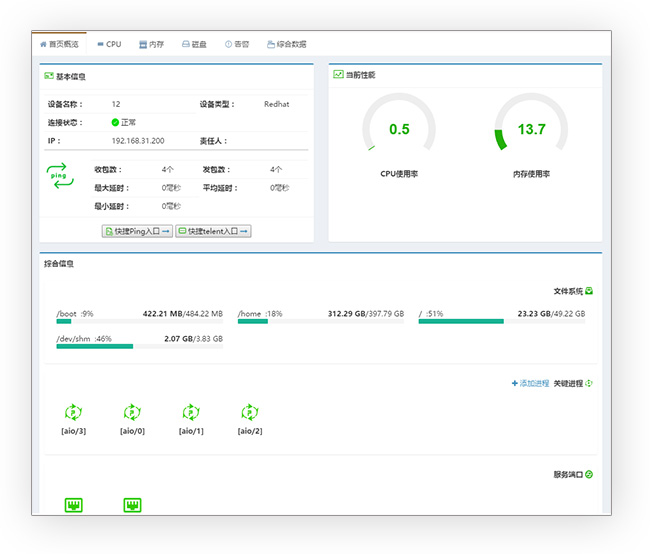 首页概览 CPU 内存 磁盘 告警 综合数据
基本信息
设备名称： 12 设备类型： Redhat
连接状态： 正常
IP： 192.168.31.200 责任人：
ping 收包数： 4个 发包数： 4个
最大延时： 0毫秒 平均延时： 0毫秒
最小延时： 0毫秒
快捷Ping入口 快捷telent入口
当前性能
0.5 13.7
CPU使用率 内存使用率
综合信息
文件系统
/boot :9% 422.21 MB/484.22 MB /home :18% 312.29 GB/397.79 GB / :51% 23.23 GB/49.22 GB
/dev/shm :46% 2.07 GB/3.83 GB
添加进程 关键进程
P P P P
[aio/3] [aio/0] [aio/1] [aio/2]
服务端口